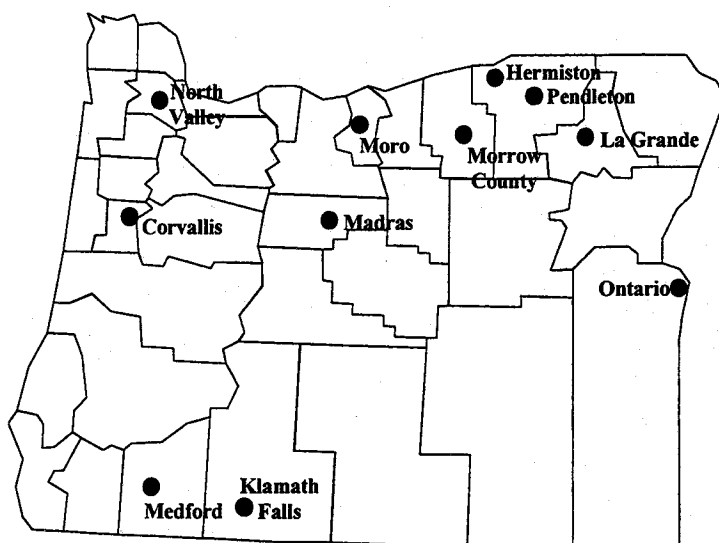 Hermiston
Pendleton
North
Valley
Moro
Morrow
County
La Grande
Corvallis
Madras
Ontario
Medford
Klamath
Falls